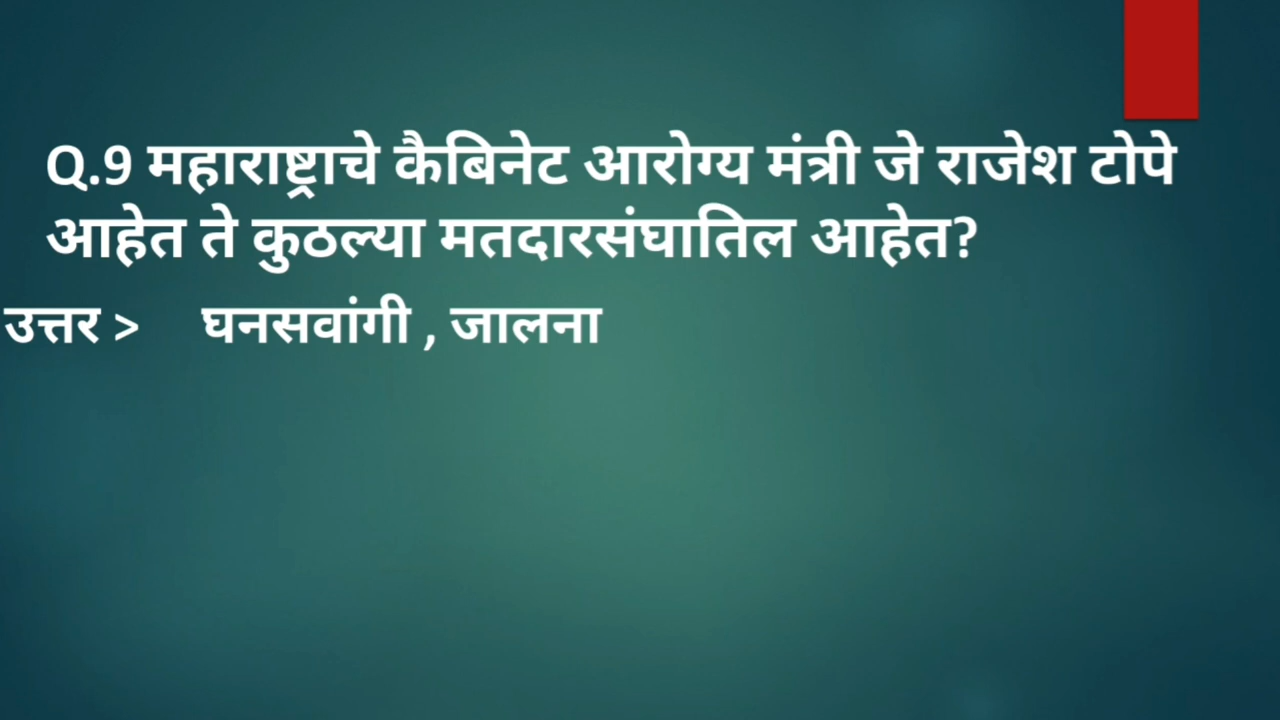 Q.9 महाराष्ट्राचे कैबिनेट आरोग्य मंत्री जे राजेश टोपे
आहेत ते कुठल्या मतदारसंघातिल आहेत?
उत्तर > घनसवांगी , जालना